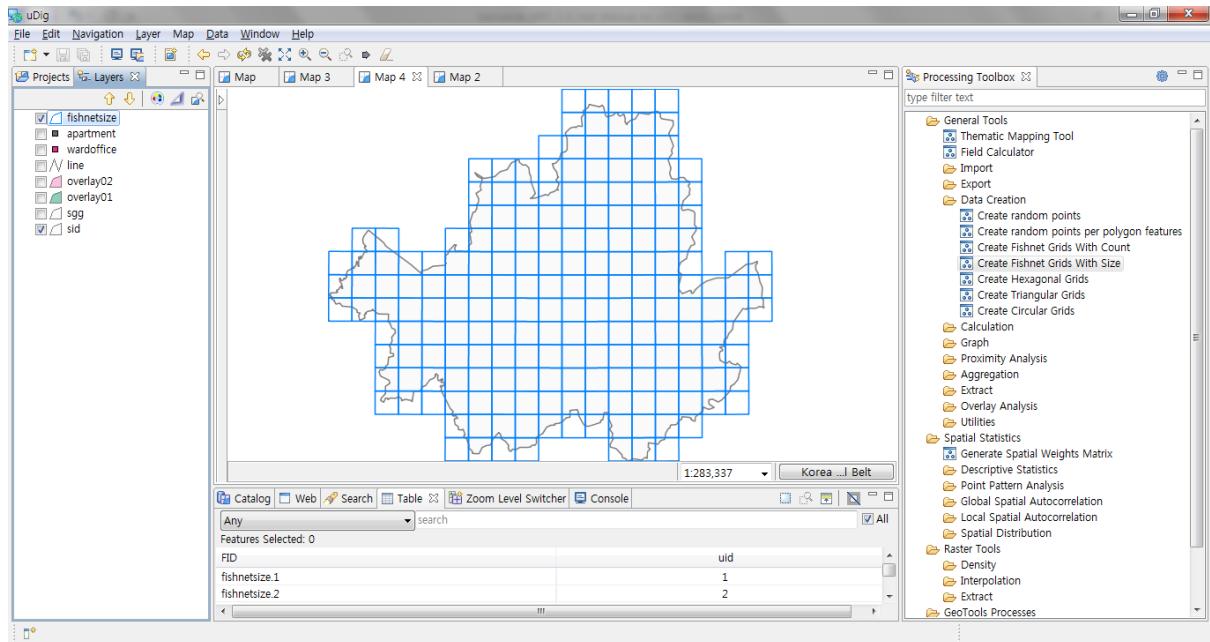 uDig
File Edit Navigation Layer Map Data Window Help
Projects Layers
fishnetsize
apartment
wardoffice
line
overlay02
overlay01
sgg
sid
Map Map 3 Map 4 Map 2
1:283,337 Korea ...l Belt
Catalog Web Search Table Zoom Level Switcher Console
Any search All
Features Selected: 0
FID uid
fishnetsize.1 1
fishnetsize.2 2
Processing Toolbox
type filter text
General Tools
Thematic Mapping Tool
Field Calculator
Import
Export
Data Creation
Create random points
Create random points per polygon features
Create Fishnet Grids With Count
Create Fishnet Grids With Size
Create Hexagonal Grids
Create Triangular Grids
Create Circular Grids
Calculation
Graph
Proximity Analysis
Aggregation
Extract
Overlay Analysis
Utilities
Spatial Statistics
Generate Spatial Weights Matrix
Descriptive Statistics
Point Pattern Analysis
Global Spatial Autocorrelation
Local Spatial Autocorrelation
Spatial Distribution
Raster Tools
Density
Interpolation
Extract
GeoTools Processes